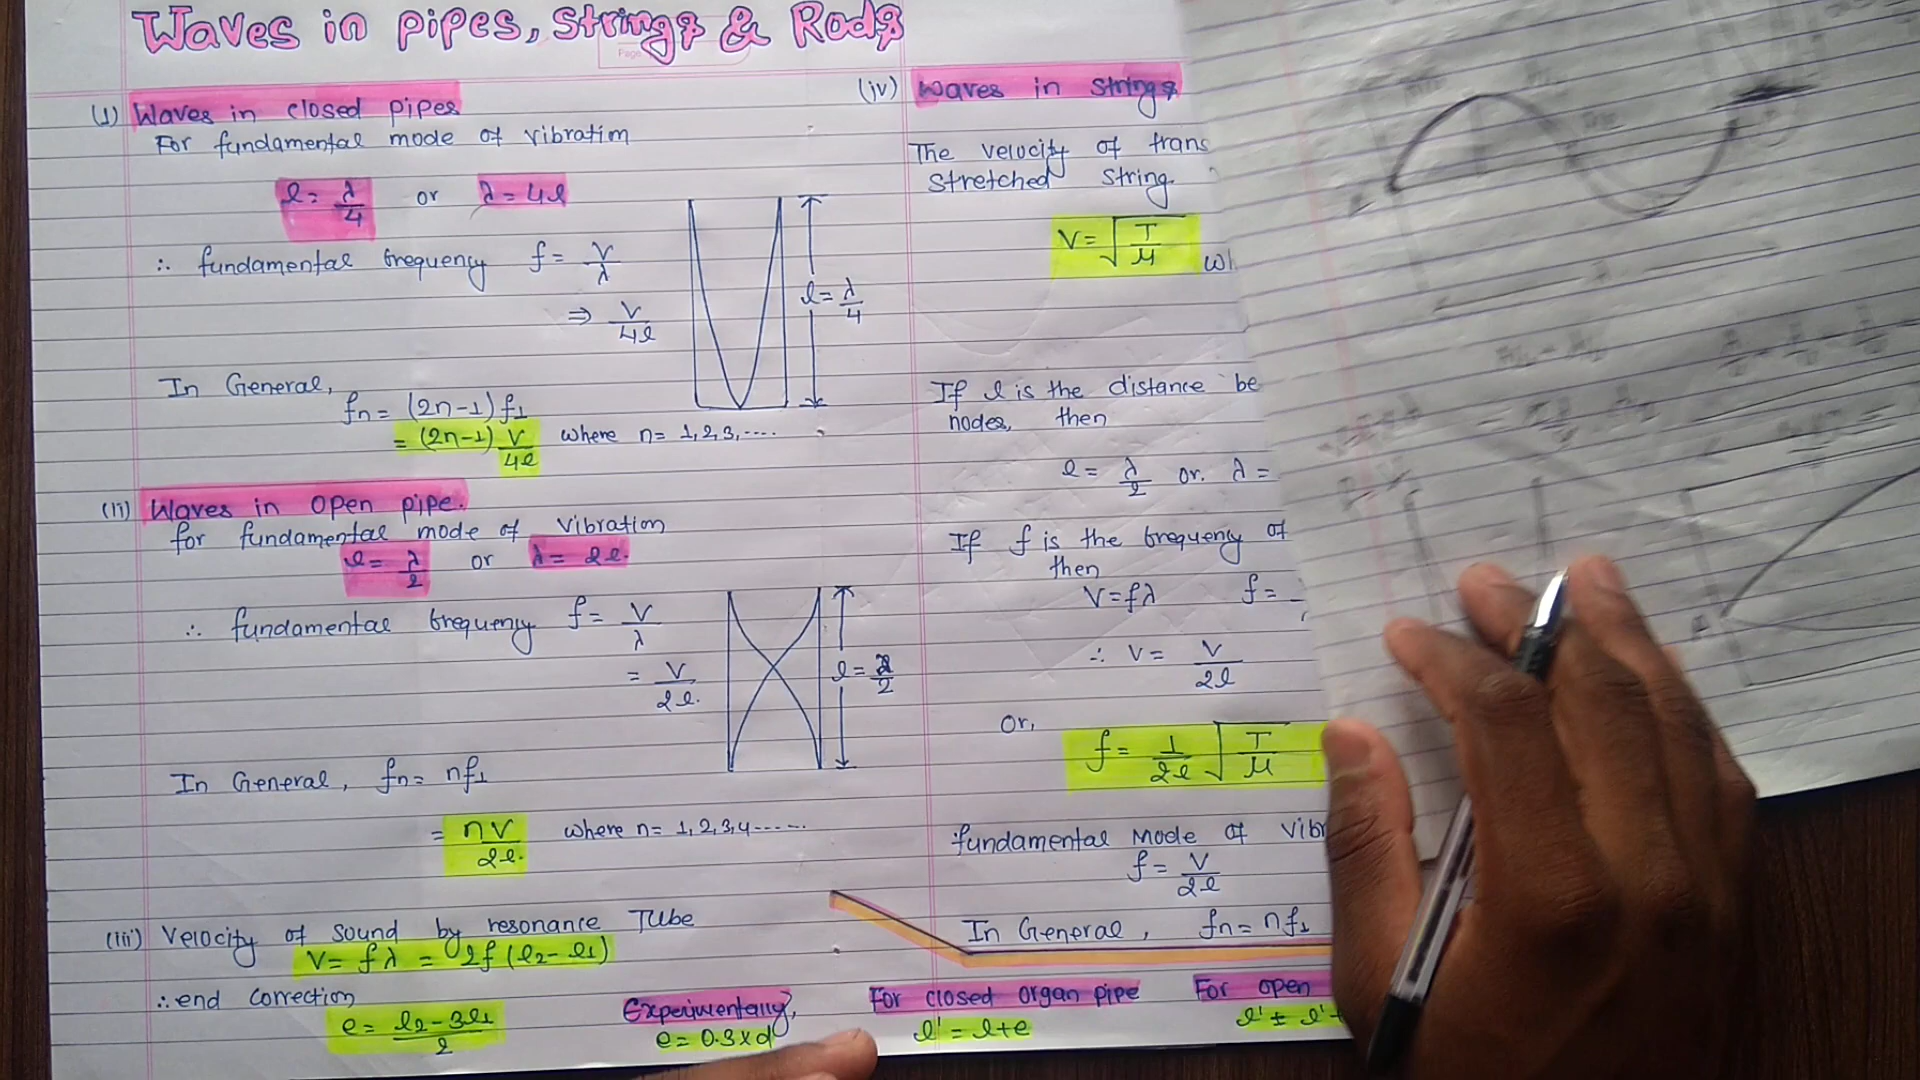 Waves in pipes, Strings & Rods
(i) Waves in closed pipes
For fundamental mode of vibration
l = λ/4 or λ = 4l
∴ fundamental frequency f = V/λ
⇒ V/4l
l = λ/4
In General,
fn = (2n-1) f1
= (2n-1) V/4l where n = 1,2,3,....
(ii) Waves in open pipe.
for fundamental mode of vibration
l = λ/2 or λ = 2l.
∴ fundamental frequency f = V/λ
= V/2l.
l = λ/2
In General, fn = nf1
= nV/2l. where n = 1,2,3,4......
(iii) Velocity of sound by resonance Tube
V = fλ = 2f (l2 - l1)
∴ end correction
e = l2 - 3l1/2
Experimentally,
e = 0.3 x d
(iv) waves in strings
The velocity of trans
Stretched string
V = √T/μ
If l is the distance be
nodes, then
l = λ/2 or. λ =
If f is the frequency of
then
V = fλ f =
∴ V = V/2l
Or,
f = 1/2l √T/μ
fundamental Mode of vibr
f = V/2l
In General, fn = nf1
For closed organ pipe
l' = l + e
For open